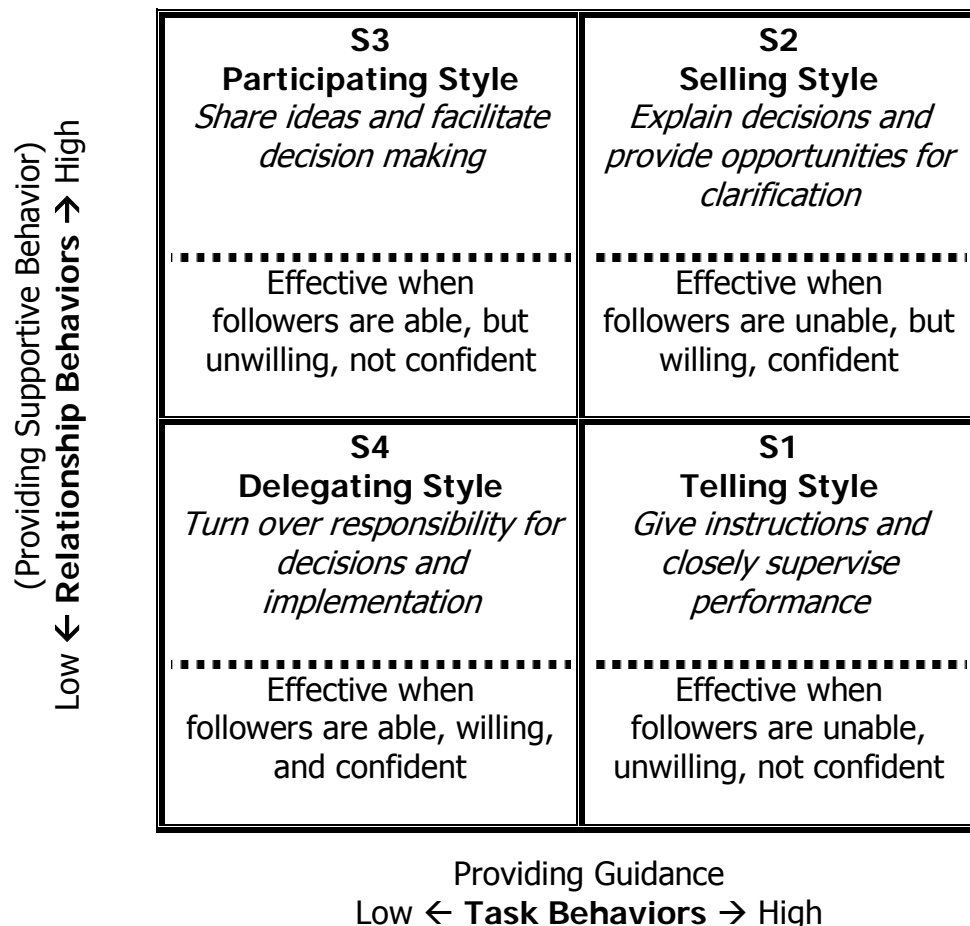 (Providing Supportive Behavior)
Low ← Relationship Behaviors → High
S3
Participating Style
Share ideas and facilitate
decision making
Effective when
followers are able, but
unwilling, not confident
S2
Selling Style
Explain decisions and
provide opportunities for
clarification
Effective when
followers are unable, but
willing, confident
S4
Delegating Style
Turn over responsibility for
decisions and
implementation
Effective when
followers are able, willing,
and confident
S1
Telling Style
Give instructions and
closely supervise
performance
Effective when
followers are unable,
unwilling, not confident
Providing Guidance
Low ← Task Behaviors → High